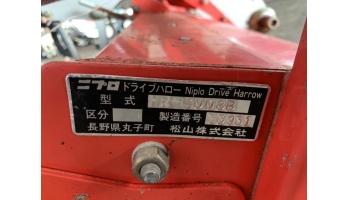 ニプロ ドライブハロー Niplo Drive Harrow
型式
区分 製造番号
長野県丸子町 松山株式会社